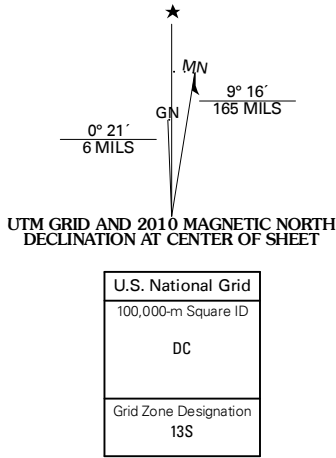 MN
9° 16´
165 MILS
GN
0° 21´
6 MILS
UTM GRID AND 2010 MAGNETIC NORTH
DECLINATION AT CENTER OF SHEET
U.S. National Grid
100,000-m Square ID
DC
Grid Zone Designation
13S